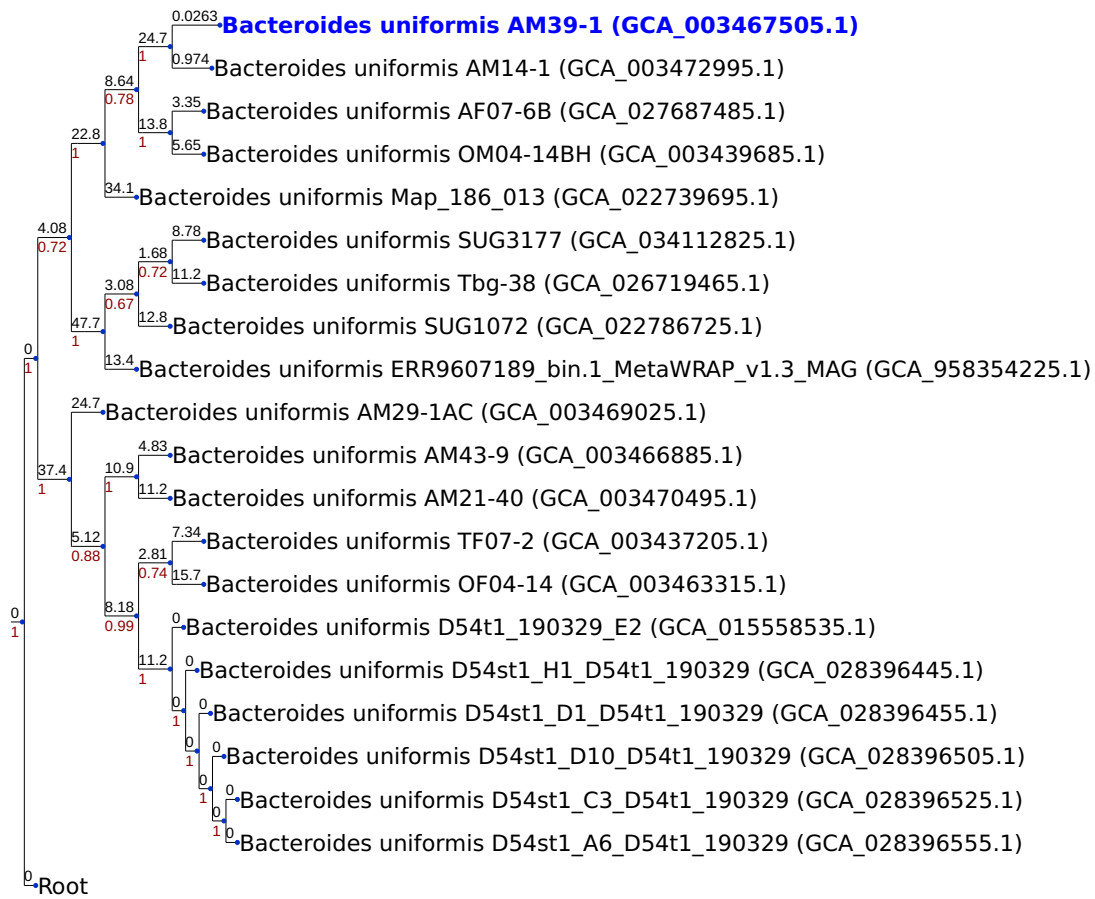 0.0263
Bacteroides uniformis AM39-1 (GCA_003467505.1)
24.7
1
0.974
Bacteroides uniformis AM14-1 (GCA_003472995.1)
8.64
0.78
3.35
Bacteroides uniformis AF07-6B (GCA_027687485.1)
13.8
1
22.8
1
5.65
Bacteroides uniformis OM04-14BH (GCA_003439685.1)
34.1
Bacteroides uniformis Map_186_013 (GCA_022739695.1)
4.08
0.72
8.78
Bacteroides uniformis SUG3177 (GCA_034112825.1)
1.68
0.72
11.2
Bacteroides uniformis Tbg-38 (GCA_026719465.1)
3.08
0.67
12.8
Bacteroides uniformis SUG1072 (GCA_022786725.1)
47.7
1
0
1
13.4
Bacteroides uniformis ERR9607189_bin.1_MetaWRAP_v1.3_MAG (GCA_958354225.1)
24.7
Bacteroides uniformis AM29-1AC (GCA_003469025.1)
4.83
Bacteroides uniformis AM43-9 (GCA_003466885.1)
37.4
1
10.9
1
11.2
Bacteroides uniformis AM21-40 (GCA_003470495.1)
5.12
0.88
7.34
Bacteroides uniformis TF07-2 (GCA_003437205.1)
2.81
0.74
15.7
Bacteroides uniformis OF04-14 (GCA_003463315.1)
8.18
0.99
0
1
0
Bacteroides uniformis D54t1_190329_E2 (GCA_015558535.1)
11.2
1
0
Bacteroides uniformis D54st1_H1_D54t1_190329 (GCA_028396445.1)
0
1
0
Bacteroides uniformis D54st1_D1_D54t1_190329 (GCA_028396455.1)
0
1
0
Bacteroides uniformis D54st1_D10_D54t1_190329 (GCA_028396505.1)
0
1
0
Bacteroides uniformis D54st1_C3_D54t1_190329 (GCA_028396525.1)
0
1
0
Bacteroides uniformis D54st1_A6_D54t1_190329 (GCA_028396555.1)
0
Root